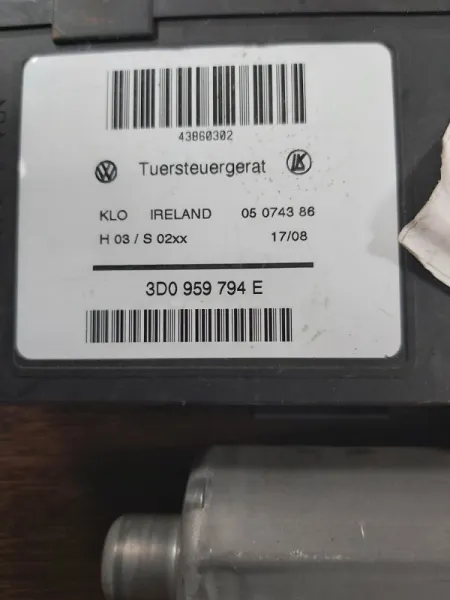 43860302
Tuersteuergerat
KLO IRELAND 05 0743 86
H 03 / S 02xx 17/08
3D0 959 794 E